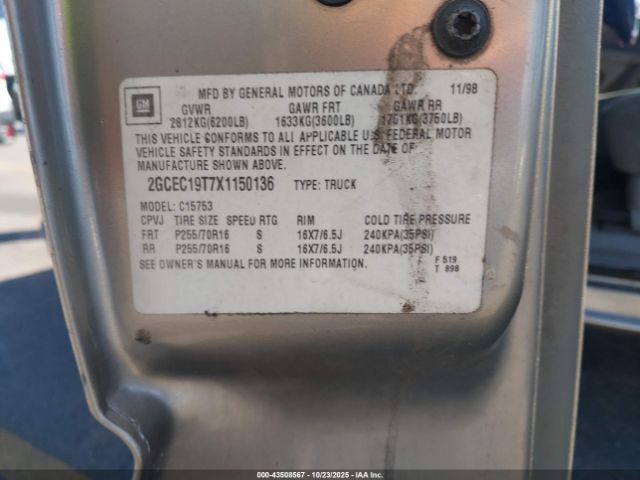 MFD BY GENERAL MOTORS OF CANADA LTD. 11/98
GM
GVWR GAWR FRT GAWR RR
2812KG(6200LB) 1633KG(3600LB) 1701KG(3750LB)
THIS VEHICLE CONFORMS TO ALL APPLICABLE U.S. FEDERAL MOTOR
VEHICLE SAFETY STANDARDS IN EFFECT ON THE DATE OF
MANUFACTURE SHOWN ABOVE.
2GCEC19T7X1150136 TYPE: TRUCK
MODEL: C15753
CPVJ TIRE SIZE SPEED RTG RIM COLD TIRE PRESSURE
FRT P255/70R16 S 16X7/6.5J 240KPA(35PSI)
RR P255/70R16 S 16X7/6.5J 240KPA(35PSI)
SEE OWNER'S MANUAL FOR MORE INFORMATION.
F 519
T 898
000-43508567 - 10/23/2025 - IAAI.COM